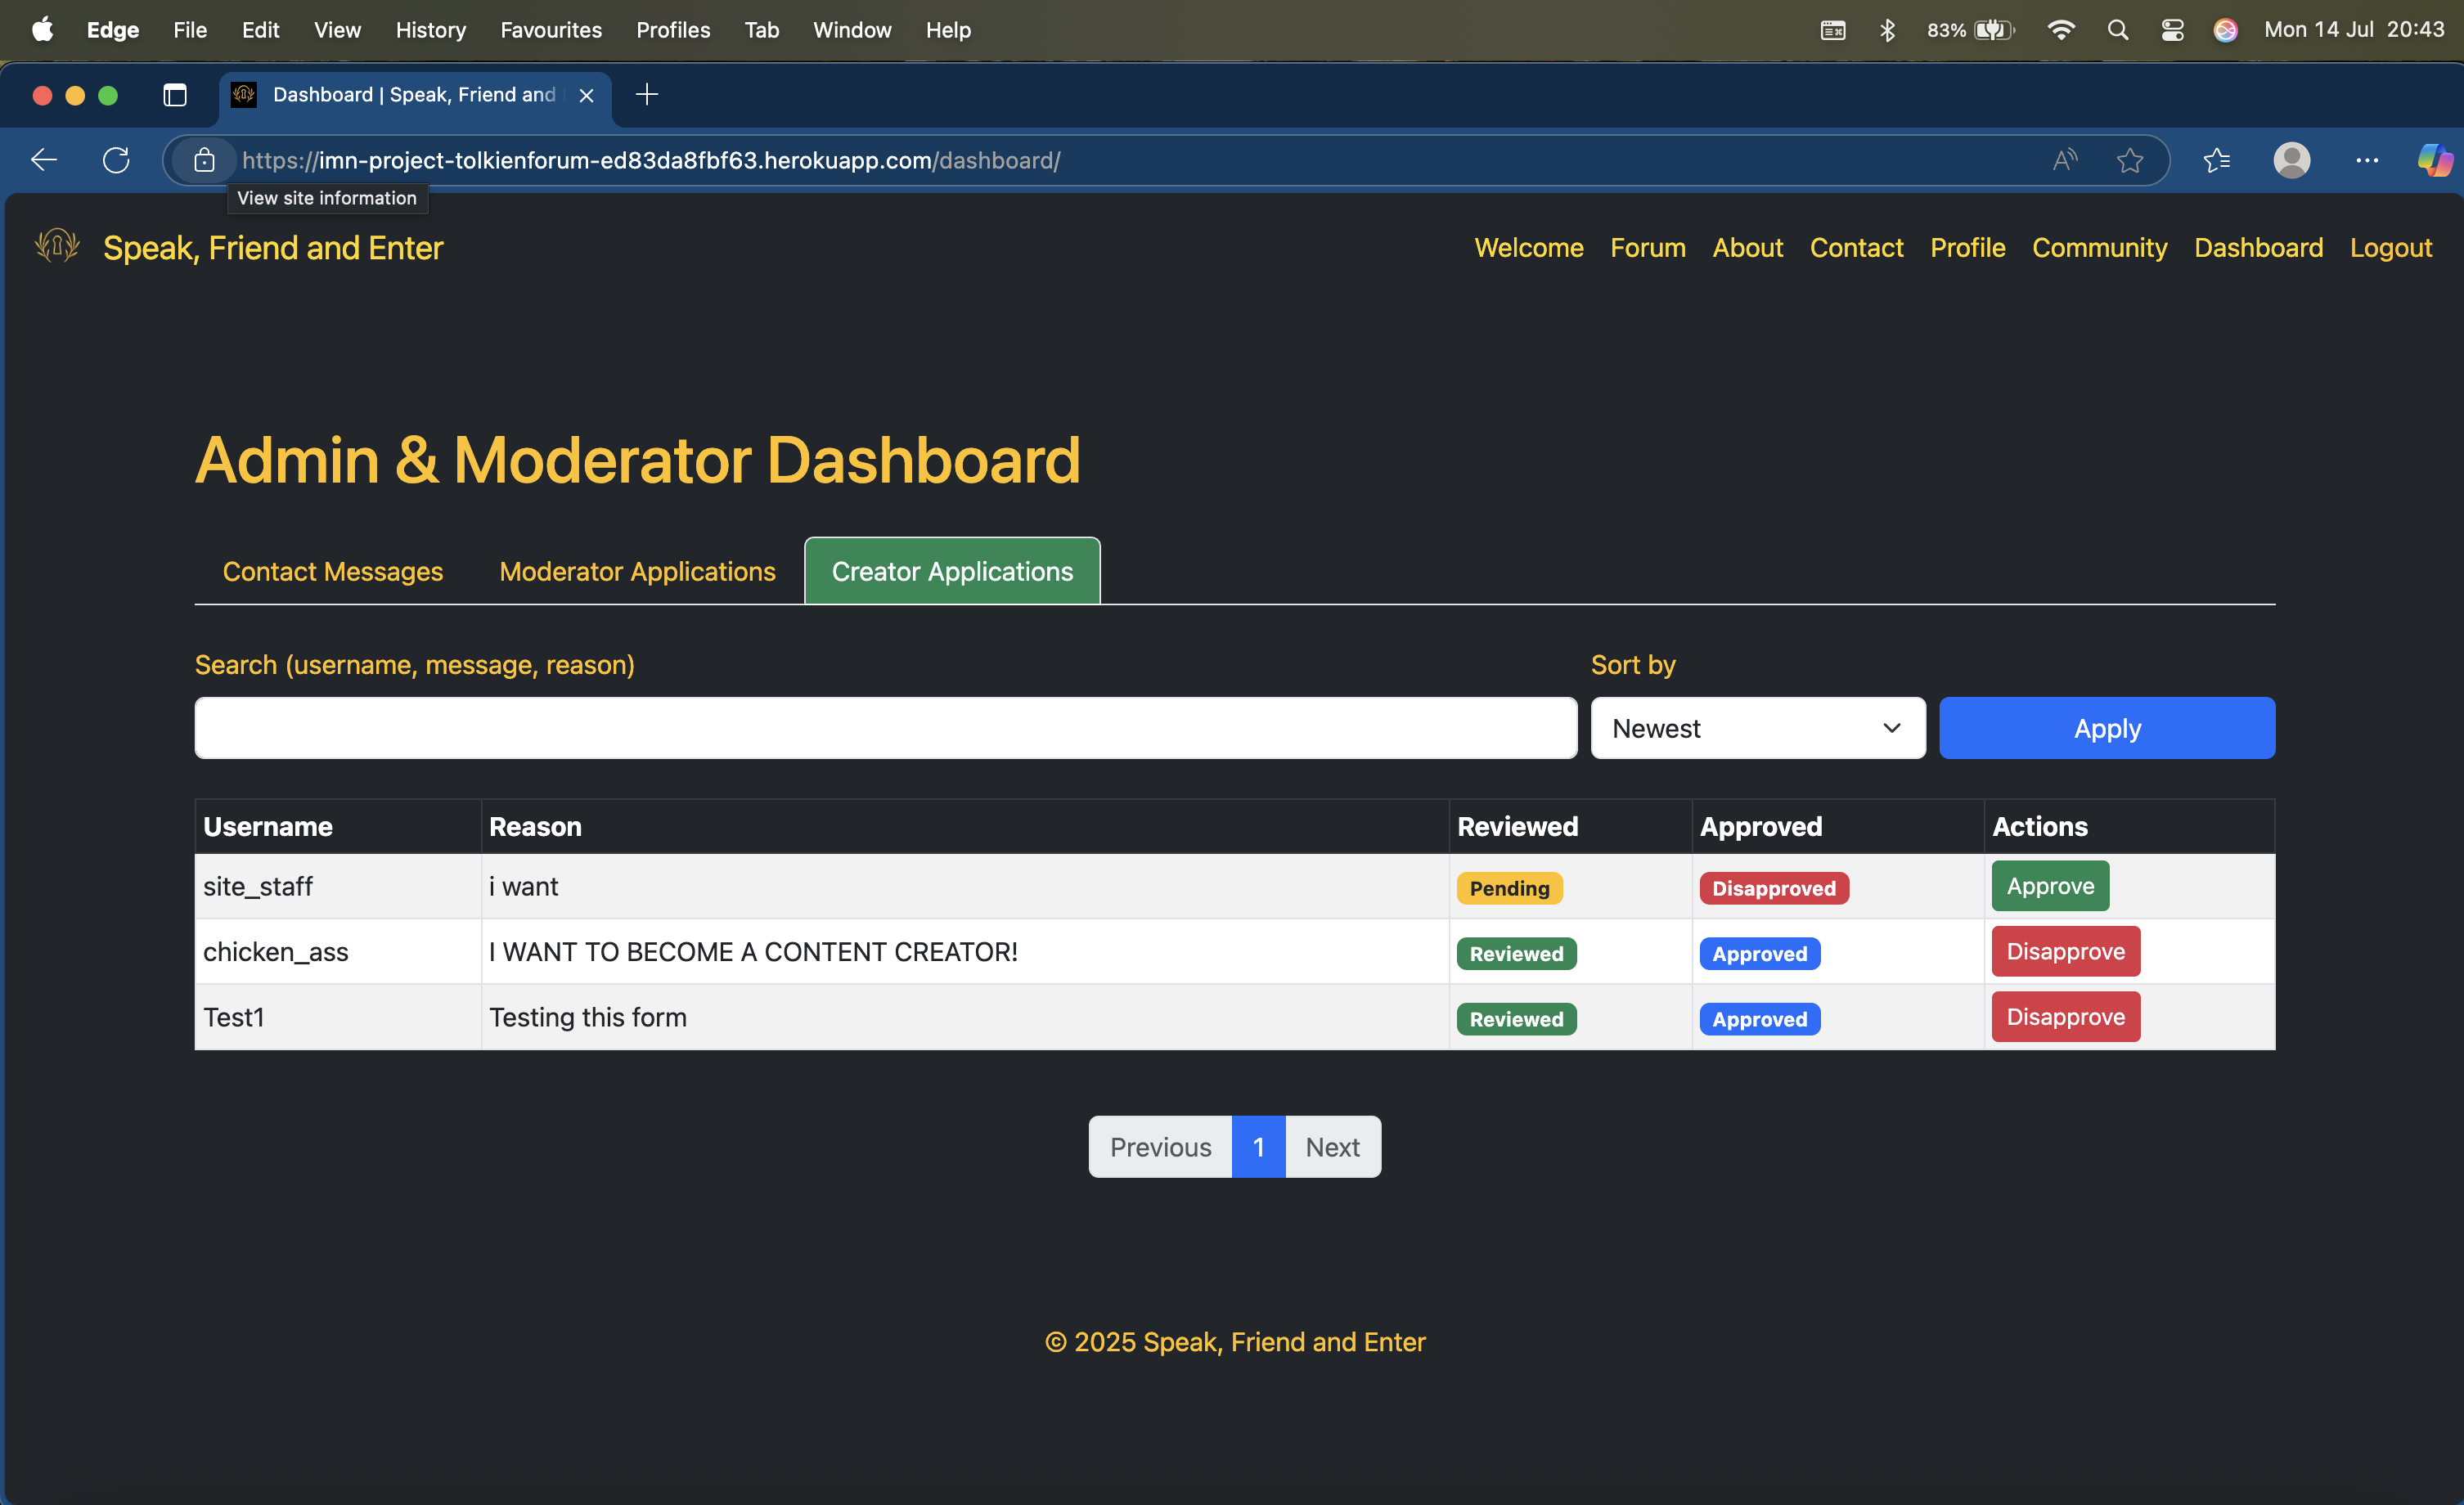 Edge File Edit View History Favourites Profiles Tab Window Help 83% Mon 14 Jul 20:43
Dashboard | Speak, Friend and
https://imn-project-tolkienforum-ed83da8fbf63.herokuapp.com/dashboard/
View site information
Speak, Friend and Enter Welcome Forum About Contact Profile Community Dashboard Logout
Admin & Moderator Dashboard
Contact Messages Moderator Applications Creator Applications
Search (username, message, reason) Sort by
Newest Apply
Username Reason Reviewed Approved Actions
site_staff i want Pending Disapproved Approve
chicken_ass I WANT TO BECOME A CONTENT CREATOR! Reviewed Approved Disapprove
Test1 Testing this form Reviewed Approved Disapprove
Previous 1 Next
© 2025 Speak, Friend and Enter